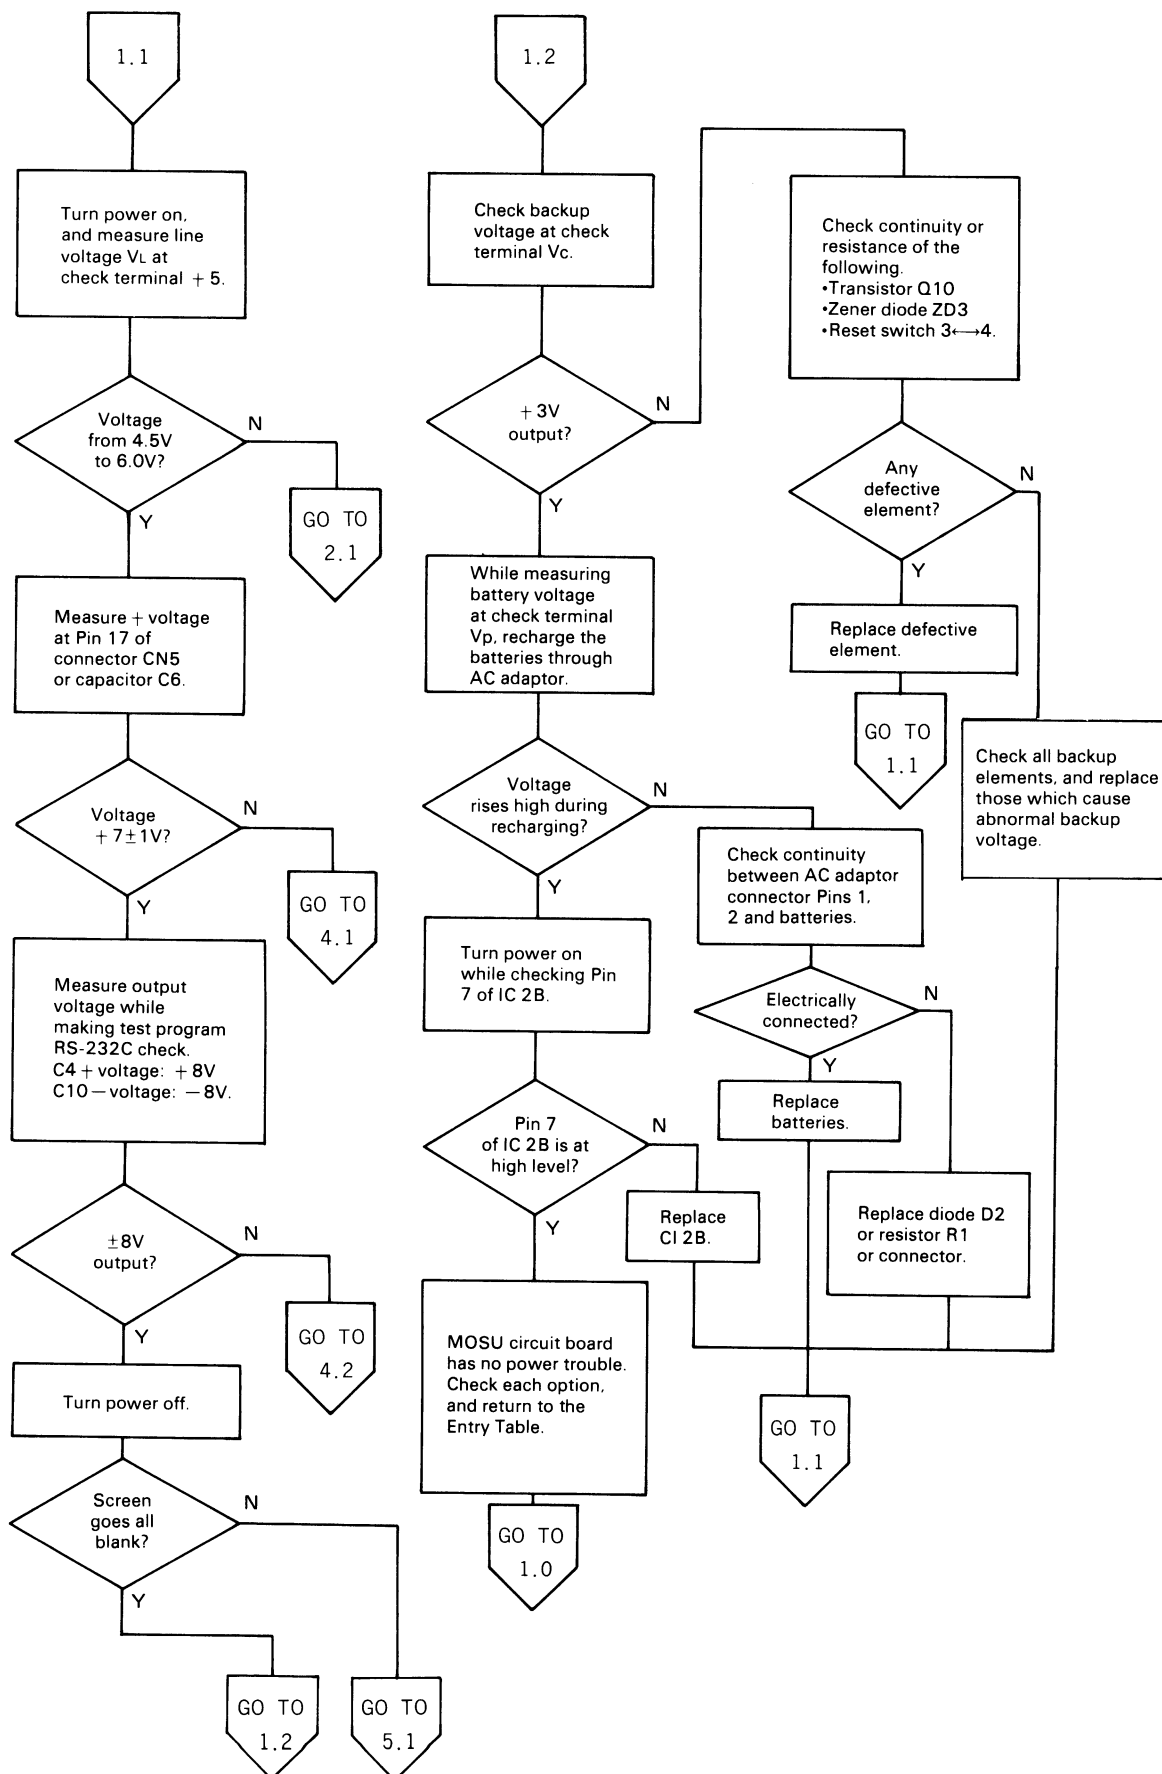 1.1
Turn power on,
and measure line
voltage VL at
check terminal + 5.
Voltage
from 4.5V
to 6.0V?
N
Y
GO TO
2.1
Measure + voltage
at Pin 17 of
connector CN5
or capacitor C6.
Voltage
+ 7±1V?
N
Y
GO TO
4.1
Measure output
voltage while
making test program
RS-232C check.
C4 + voltage: + 8V
C10 − voltage: − 8V.
±8V
output?
N
Y
GO TO
4.2
Turn power off.
Screen
goes all
blank?
N
Y
GO TO
1.2
GO TO
5.1
1.2
Check backup
voltage at check
terminal Vc.
+ 3V
output?
N
Y
While measuring
battery voltage
at check terminal
Vp, recharge the
batteries through
AC adaptor.
Voltage
rises high during
recharging?
N
Y
Turn power on
while checking Pin
7 of IC 2B.
Pin 7
of IC 2B is at
high level?
N
Y
Replace
CI 2B.
MOSU circuit board
has no power trouble.
Check each option,
and return to the
Entry Table.
GO TO
1.0
Check continuity or
resistance of the
following.
•Transistor Q10
•Zener diode ZD3
•Reset switch 3⟷4.
Any
defective
element?
N
Y
Replace defective
element.
GO TO
1.1
Check all backup
elements, and replace
those which cause
abnormal backup
voltage.
Check continuity
between AC adaptor
connector Pins 1,
2 and batteries.
Electrically
connected?
N
Y
Replace
batteries.
Replace diode D2
or resistor R1
or connector.
GO TO
1.1